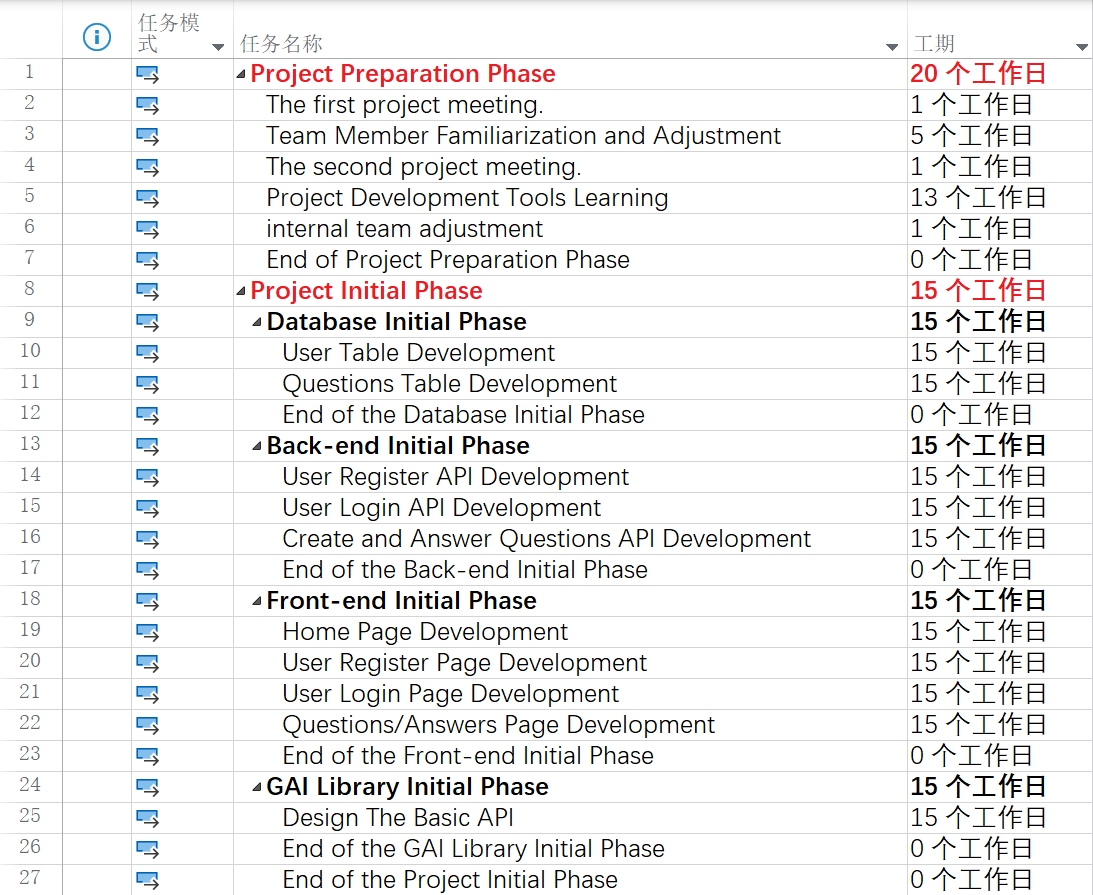 任务模式 任务名称 工期
1 Project Preparation Phase 20 个工作日
2 The first project meeting. 1 个工作日
3 Team Member Familiarization and Adjustment 5 个工作日
4 The second project meeting. 1 个工作日
5 Project Development Tools Learning 13 个工作日
6 internal team adjustment 1 个工作日
7 End of Project Preparation Phase 0 个工作日
8 Project Initial Phase 15 个工作日
9 Database Initial Phase 15 个工作日
10 User Table Development 15 个工作日
11 Questions Table Development 15 个工作日
12 End of the Database Initial Phase 0 个工作日
13 Back-end Initial Phase 15 个工作日
14 User Register API Development 15 个工作日
15 User Login API Development 15 个工作日
16 Create and Answer Questions API Development 15 个工作日
17 End of the Back-end Initial Phase 0 个工作日
18 Front-end Initial Phase 15 个工作日
19 Home Page Development 15 个工作日
20 User Register Page Development 15 个工作日
21 User Login Page Development 15 个工作日
22 Questions/Answers Page Development 15 个工作日
23 End of the Front-end Initial Phase 0 个工作日
24 GAI Library Initial Phase 15 个工作日
25 Design The Basic API 15 个工作日
26 End of the GAI Library Initial Phase 0 个工作日
27 End of the Project Initial Phase 0 个工作日